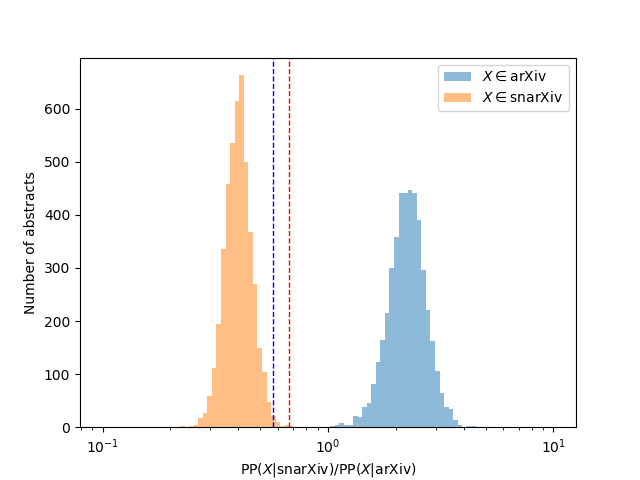 X ∈ arXiv
X ∈ snarXiv
600
500
400
300
200
100
0
Number of abstracts
10⁻¹
10⁰
10¹
PP(X|snarXiv)/PP(X|arXiv)